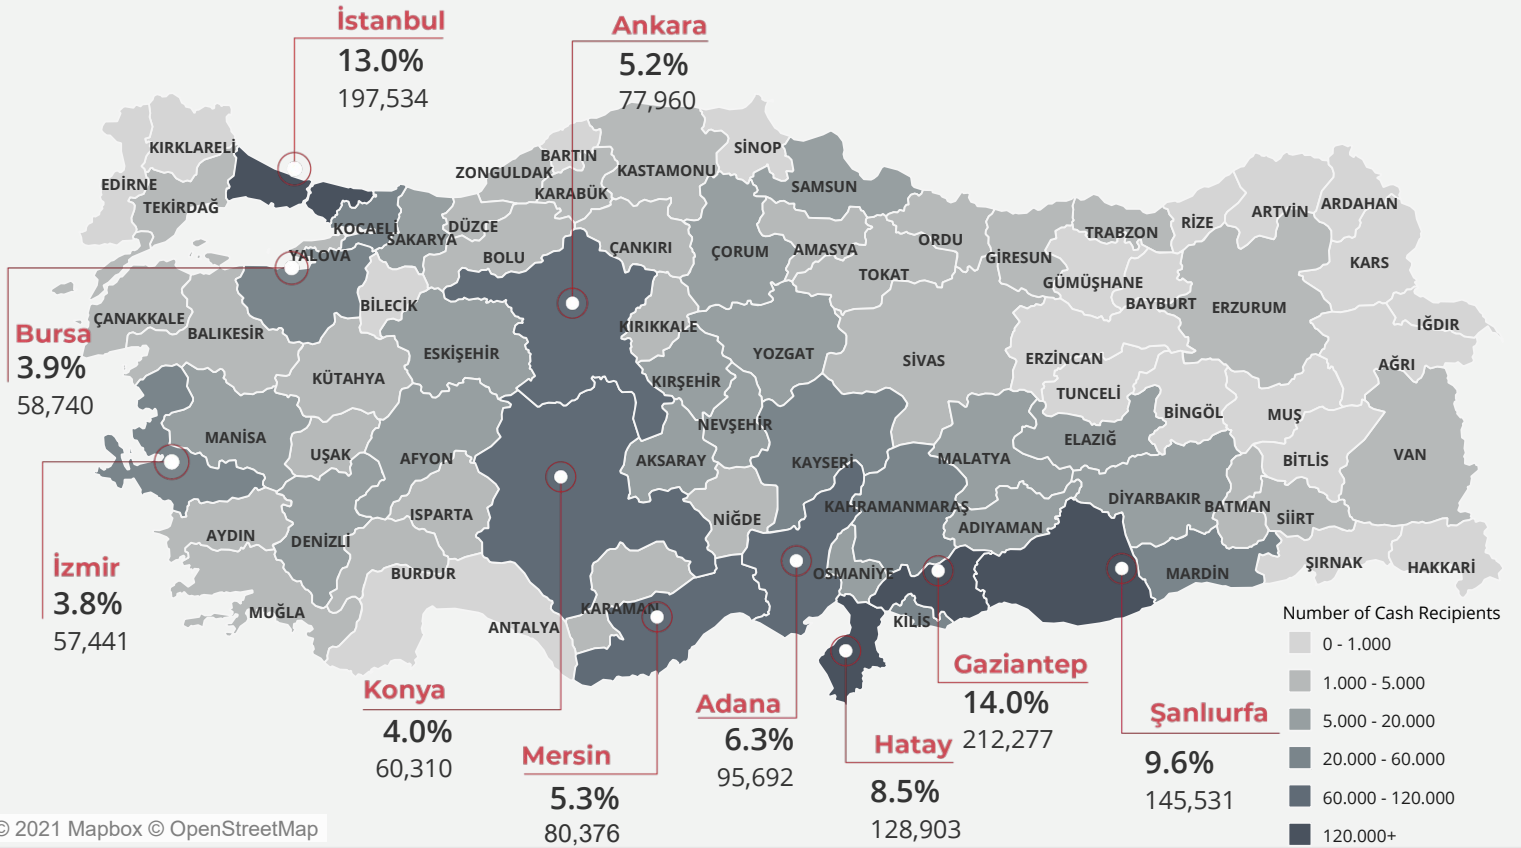 İstanbul
13.0%
197,534
Ankara
5.2%
77,960
KIRKLARELİ
EDİRNE
TEKİRDAĞ
BARTIN
ZONGULDAK
KARABÜK
KASTAMONU
SİNOP
SAMSUN
KOCAELİ
SAKARYA
DÜZCE
YALOVA
BOLU
ÇANKIRI
ÇORUM
AMASYA
ORDU
TOKAT
GİRESUN
TRABZON
RİZE
ARTVİN
ARDAHAN
GÜMÜŞHANE
BAYBURT
ERZURUM
KARS
IĞDIR
AĞRI
BİLECİK
ÇANAKKALE
BALIKESİR
Bursa
3.9%
58,740
ESKİŞEHİR
KÜTAHYA
KIRIKKALE
KIRŞEHİR
YOZGAT
SİVAS
ERZİNCAN
TUNCELİ
BİNGÖL
MUŞ
BİTLİS
VAN
MANİSA
UŞAK
AFYON
NEVŞEHİR
AKSARAY
KAYSERİ
MALATYA
ELAZIĞ
DİYARBAKIR
BATMAN
SİİRT
ŞIRNAK
HAKKARİ
AYDIN
DENİZLİ
ISPARTA
BURDUR
NİĞDE
KAHRAMANMARAŞ
ADIYAMAN
OSMANİYE
MARDİN
KİLİS
İzmir
3.8%
57,441
MUĞLA
ANTALYA
KARAMAN
Konya
4.0%
60,310
Mersin
5.3%
80,376
Adana
6.3%
95,692
Hatay
8.5%
128,903
Gaziantep
14.0%
212,277
Şanlıurfa
9.6%
145,531
Number of Cash Recipients
0 - 1.000
1.000 - 5.000
5.000 - 20.000
20.000 - 60.000
60.000 - 120.000
120.000+
© 2021 Mapbox © OpenStreetMap